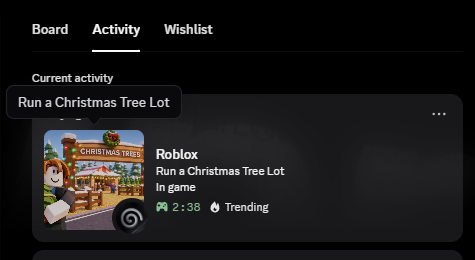 Board Activity Wishlist
Current activity
Run a Christmas Tree Lot
CHRISTMAS TREES
Roblox
Run a Christmas Tree Lot
In game
2:38 Trending